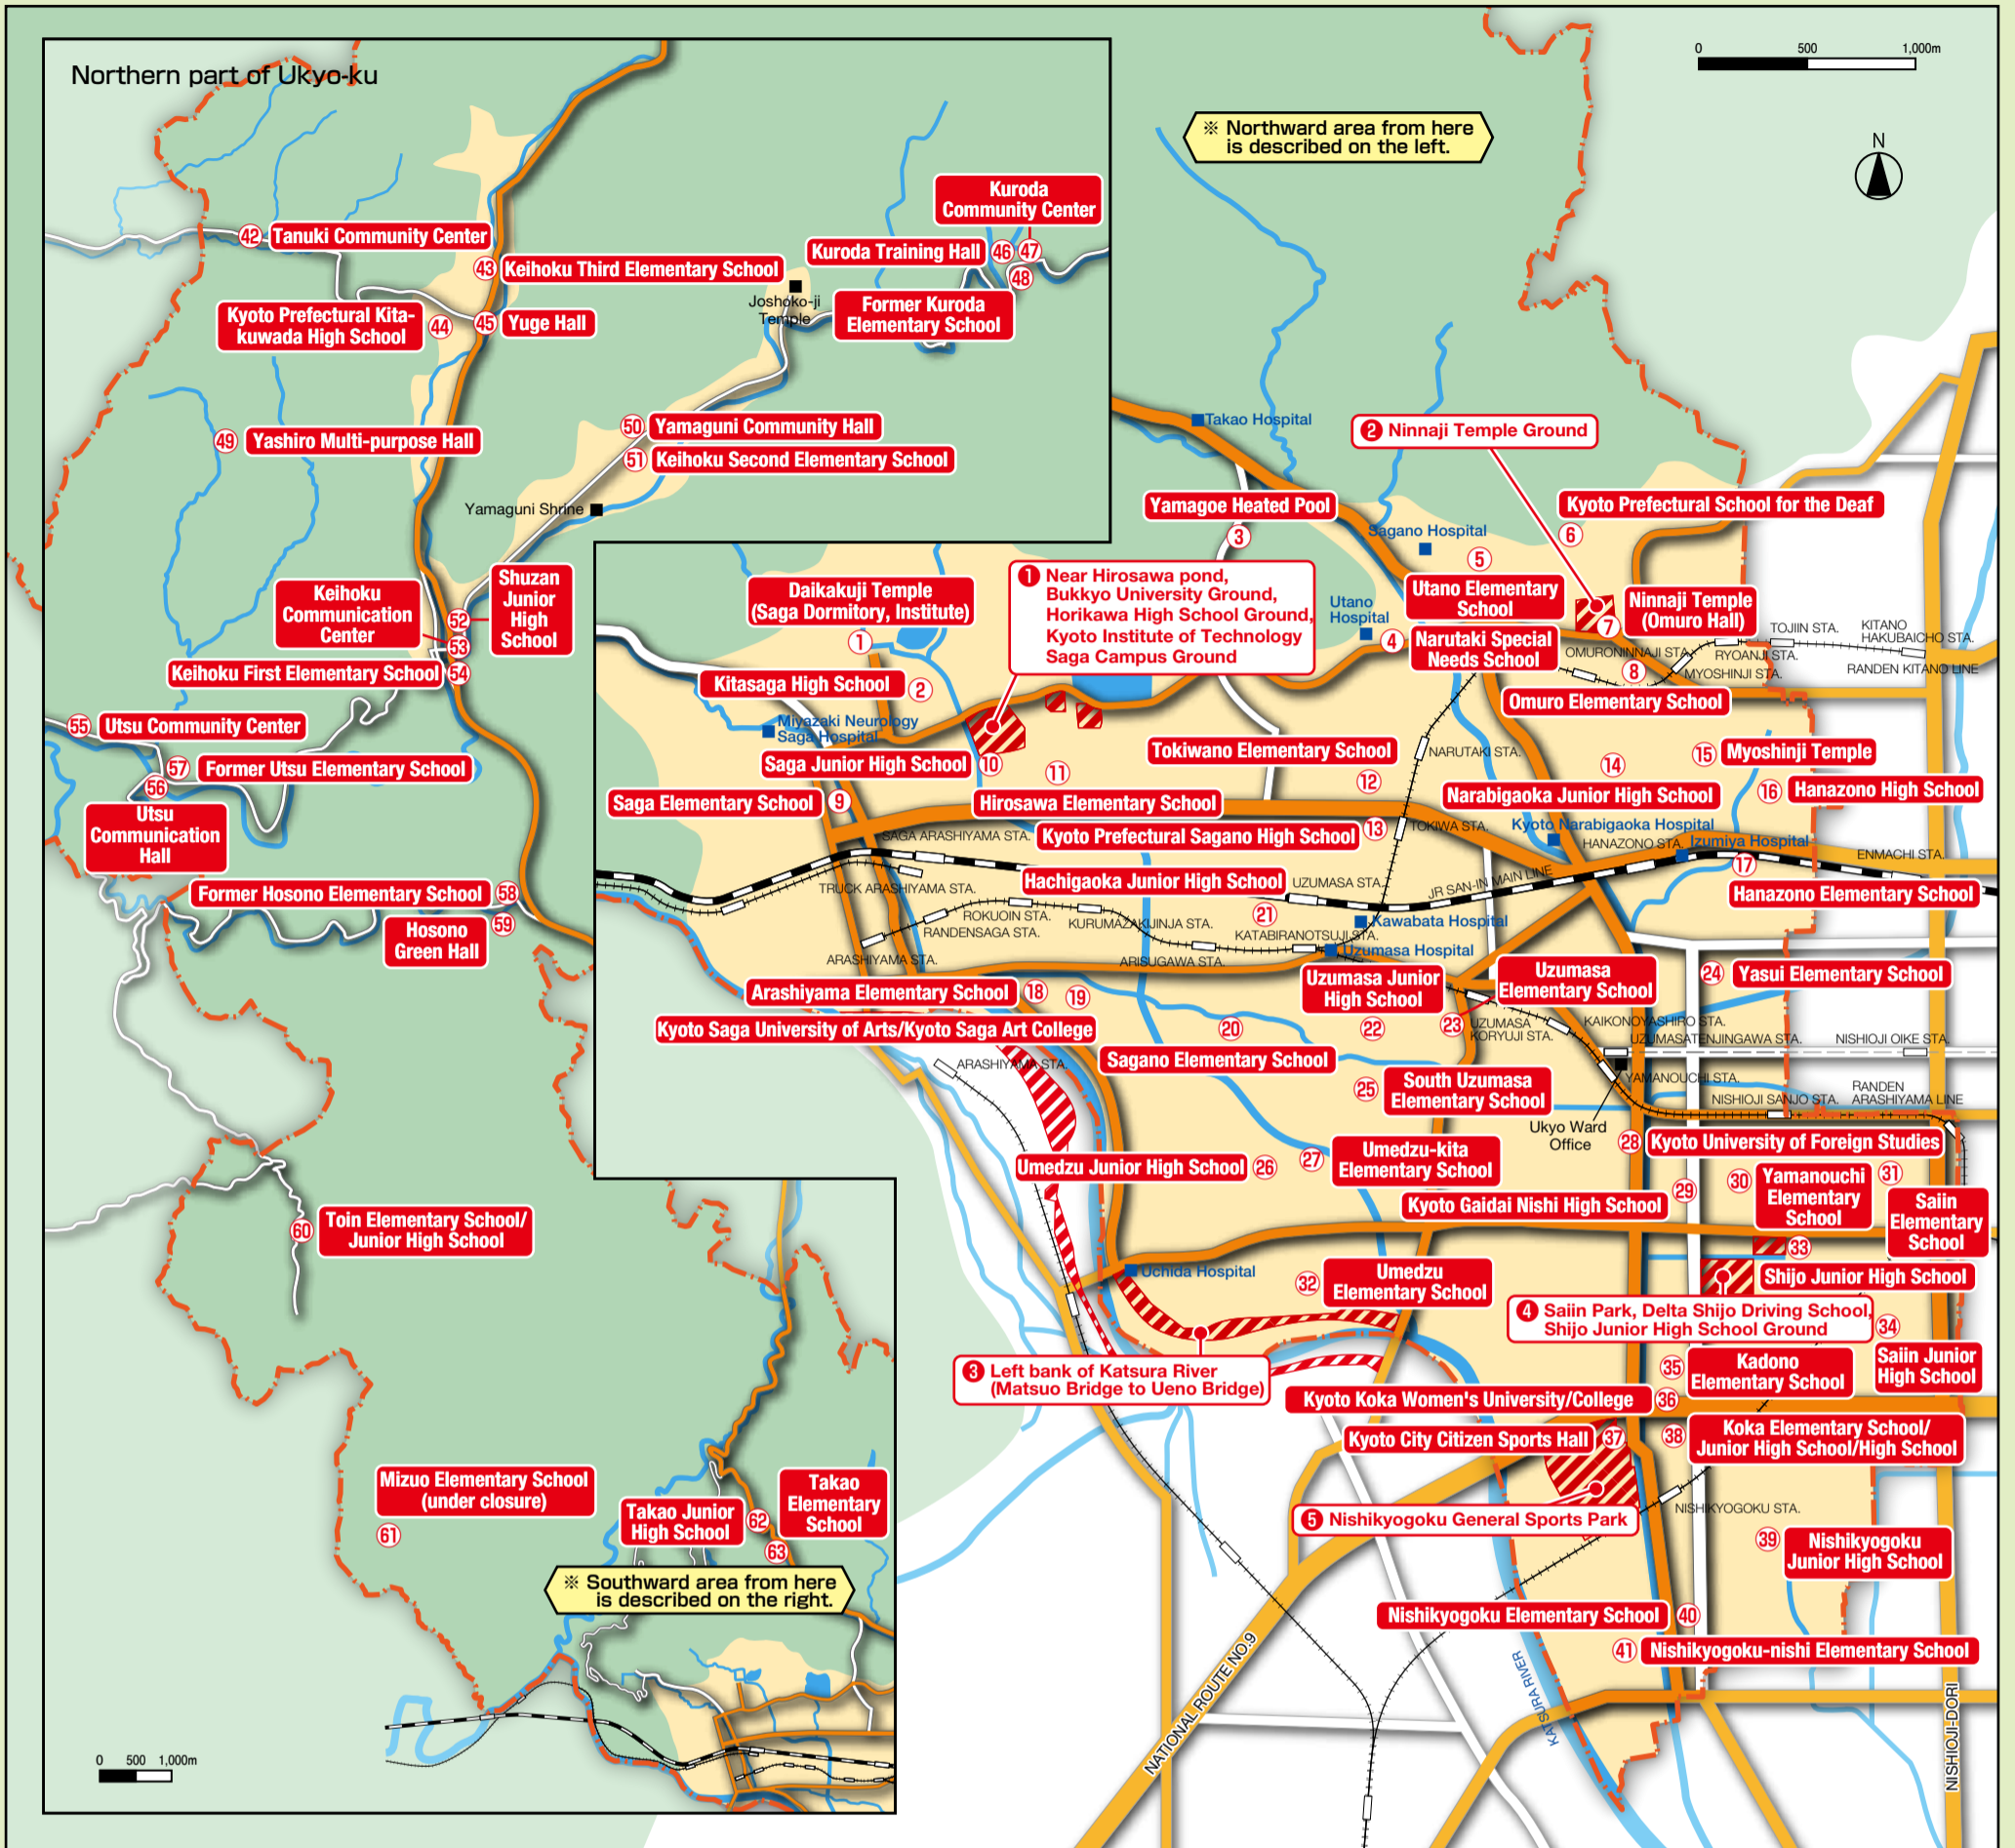 Northern part of Ukyo-ku
0 500 1,000m
※ Northward area from here
is described on the left.
N
42 Tanuki Community Center
43 Keihoku Third Elementary School
Kyoto Prefectural Kita-
kuwada High School
44
45 Yuge Hall
Joshoko-ji
Temple
Kuroda
Community Center
Kuroda Training Hall 46 47
48
Former Kuroda
Elementary School
49 Yashiro Multi-purpose Hall
50 Yamaguni Community Hall
51 Keihoku Second Elementary School
Yamaguni Shrine
Keihoku
Communication
Center
Shuzan
Junior
High
School
52
53
Keihoku First Elementary School 54
55 Utsu Community Center
57 Former Utsu Elementary School
56
Utsu
Communication
Hall
Former Hosono Elementary School 58
Hosono
Green Hall
59
60 Toin Elementary School/
Junior High School
Mizuo Elementary School
(under closure)
61
Takao Junior
High School
62
Takao
Elementary
School
63
※ Southward area from here
is described on the right.
0 500 1,000m
Takao Hospital
2 Ninnaji Temple Ground
Yamagoe Heated Pool
3
Sagano Hospital
Kyoto Prefectural School for the Deaf
6
5
Utano Elementary
School
Ninnaji Temple
(Omuro Hall)
7
Utano
Hospital
4
Narutaki Special
Needs School
Daikakuji Temple
(Saga Dormitory, Institute)
1
1 Near Hirosawa pond,
Bukkyo University Ground,
Horikawa High School Ground,
Kyoto Institute of Technology
Saga Campus Ground
TOJIIN STA.
KITANO
HAKUBAICHO STA.
OMURONINNAJI STA.
RYOANJI STA.
MYOSHINJI STA.
RANDEN KITANO LINE
8
Omuro Elementary School
Kitasaga High School 2
Miyazaki Neurology
Saga Hospital
Saga Junior High School 10
11
Hirosawa Elementary School
Saga Elementary School 9
Tokiwano Elementary School
12
NARUTAKI STA.
14
Narabigaoka Junior High School
15 Myoshinji Temple
16 Hanazono High School
Kyoto Prefectural Sagano High School 13
TOKIWA STA.
Kyoto Narabigaoka Hospital
HANAZONO STA.
Izumiya Hospital
17
Hanazono Elementary School
ENMACHI STA.
SAGA ARASHIYAMA STA.
TRUCK ARASHIYAMA STA.
Hachigaoka Junior High School
21
UZUMASA STA.
JR SAN-IN MAIN LINE
Kawabata Hospital
ROKUOIN STA.
RANDENSAGA STA.
KURUMAZAKIJINJA STA.
KATABIRANOTSUJI STA.
Uzumasa Hospital
ARASHIYAMA STA.
ARISUGAWA STA.
Arashiyama Elementary School 18
19
Kyoto Saga University of Arts/Kyoto Saga Art College
20
Sagano Elementary School
Uzumasa Junior
High School
22
Uzumasa
Elementary School
23
UZUMASA
KORYUJI STA.
24 Yasui Elementary School
KAIKONOYASHIRO STA.
UZUMASATENJINGAWA STA.
NISHIOJI OIKE STA.
ARASHIYAMA STA.
25
South Uzumasa
Elementary School
YAMANOUCHI STA.
NISHIOJI SANJO STA.
RANDEN
ARASHIYAMA LINE
Ukyo Ward
Office
28 Kyoto University of Foreign Studies
Umedzu Junior High School 26
27
Umedzu-kita
Elementary School
Kyoto Gaidai Nishi High School 29
30
Yamanouchi
Elementary
School
31
Saiin
Elementary
School
33
Shijo Junior High School
Uchida Hospital
32
Umedzu
Elementary School
4 Saiin Park, Delta Shijo Driving School,
Shijo Junior High School Ground
34
Saiin Junior
High School
3 Left bank of Katsura River
(Matsuo Bridge to Ueno Bridge)
35
Kadono
Elementary School
Kyoto Koka Women's University/College 36
Kyoto City Citizen Sports Hall 37
38
Koka Elementary School/
Junior High School/High School
5 Nishikyogoku General Sports Park
NISHIKYOGOKU STA.
39
Nishikyogoku
Junior High School
Nishikyogoku Elementary School 40
41 Nishikyogoku-nishi Elementary School
NATIONAL ROUTE NO.9
KATSURA RIVER
NISHIOJI-DORI